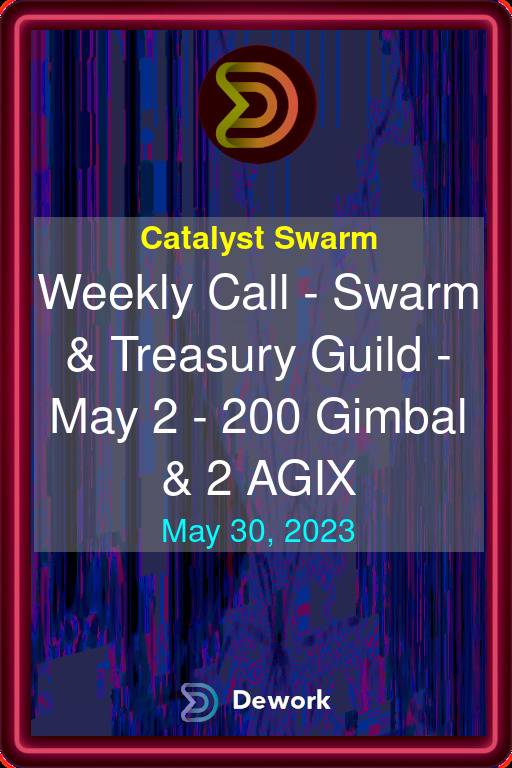 Catalyst Swarm
Weekly Call - Swarm
& Treasury Guild -
May 2 - 200 Gimbal
& 2 AGIX
May 30, 2023
Dework